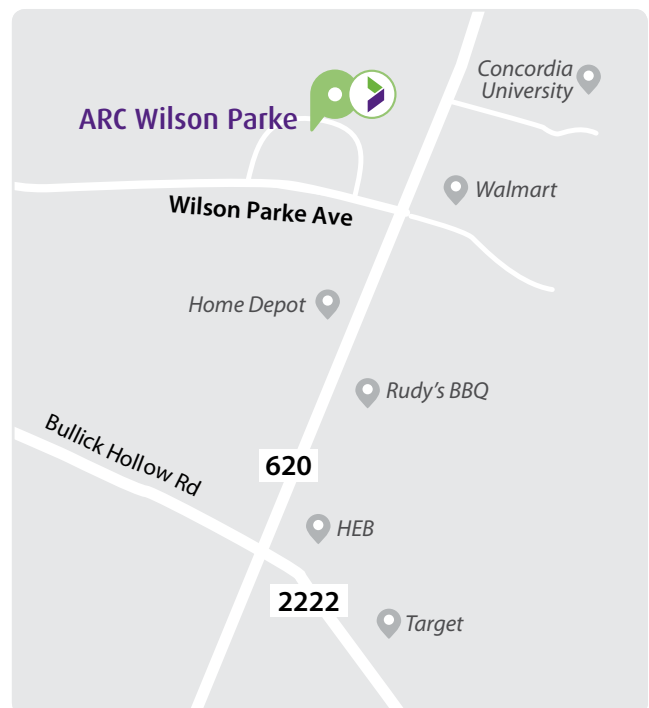 Concordia
University
ARC Wilson Parke
Walmart
Wilson Parke Ave
Home Depot
Rudy’s BBQ
Bullick Hollow Rd
620
HEB
2222
Target